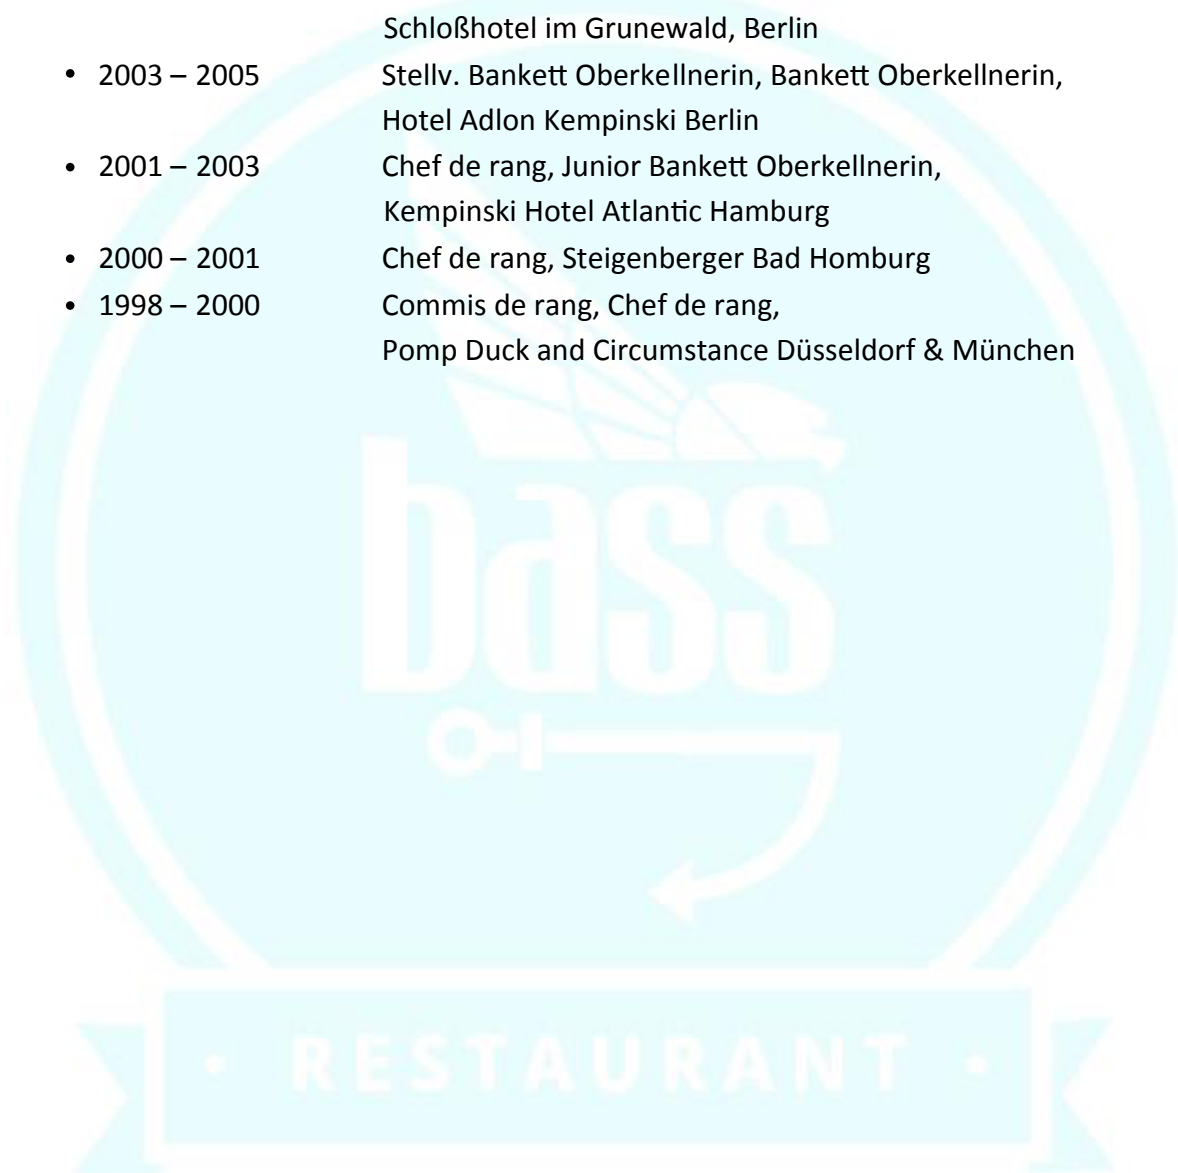 Schloßhotel im Grunewald, Berlin
• 2003 – 2005 Stellv. Bankett Oberkellnerin, Bankett Oberkellnerin,
Hotel Adlon Kempinski Berlin
• 2001 – 2003 Chef de rang, Junior Bankett Oberkellnerin,
Kempinski Hotel Atlantic Hamburg
• 2000 – 2001 Chef de rang, Steigenberger Bad Homburg
• 1998 – 2000 Commis de rang, Chef de rang,
Pomp Duck and Circumstance Düsseldorf & München
bass
• RESTAURANT •